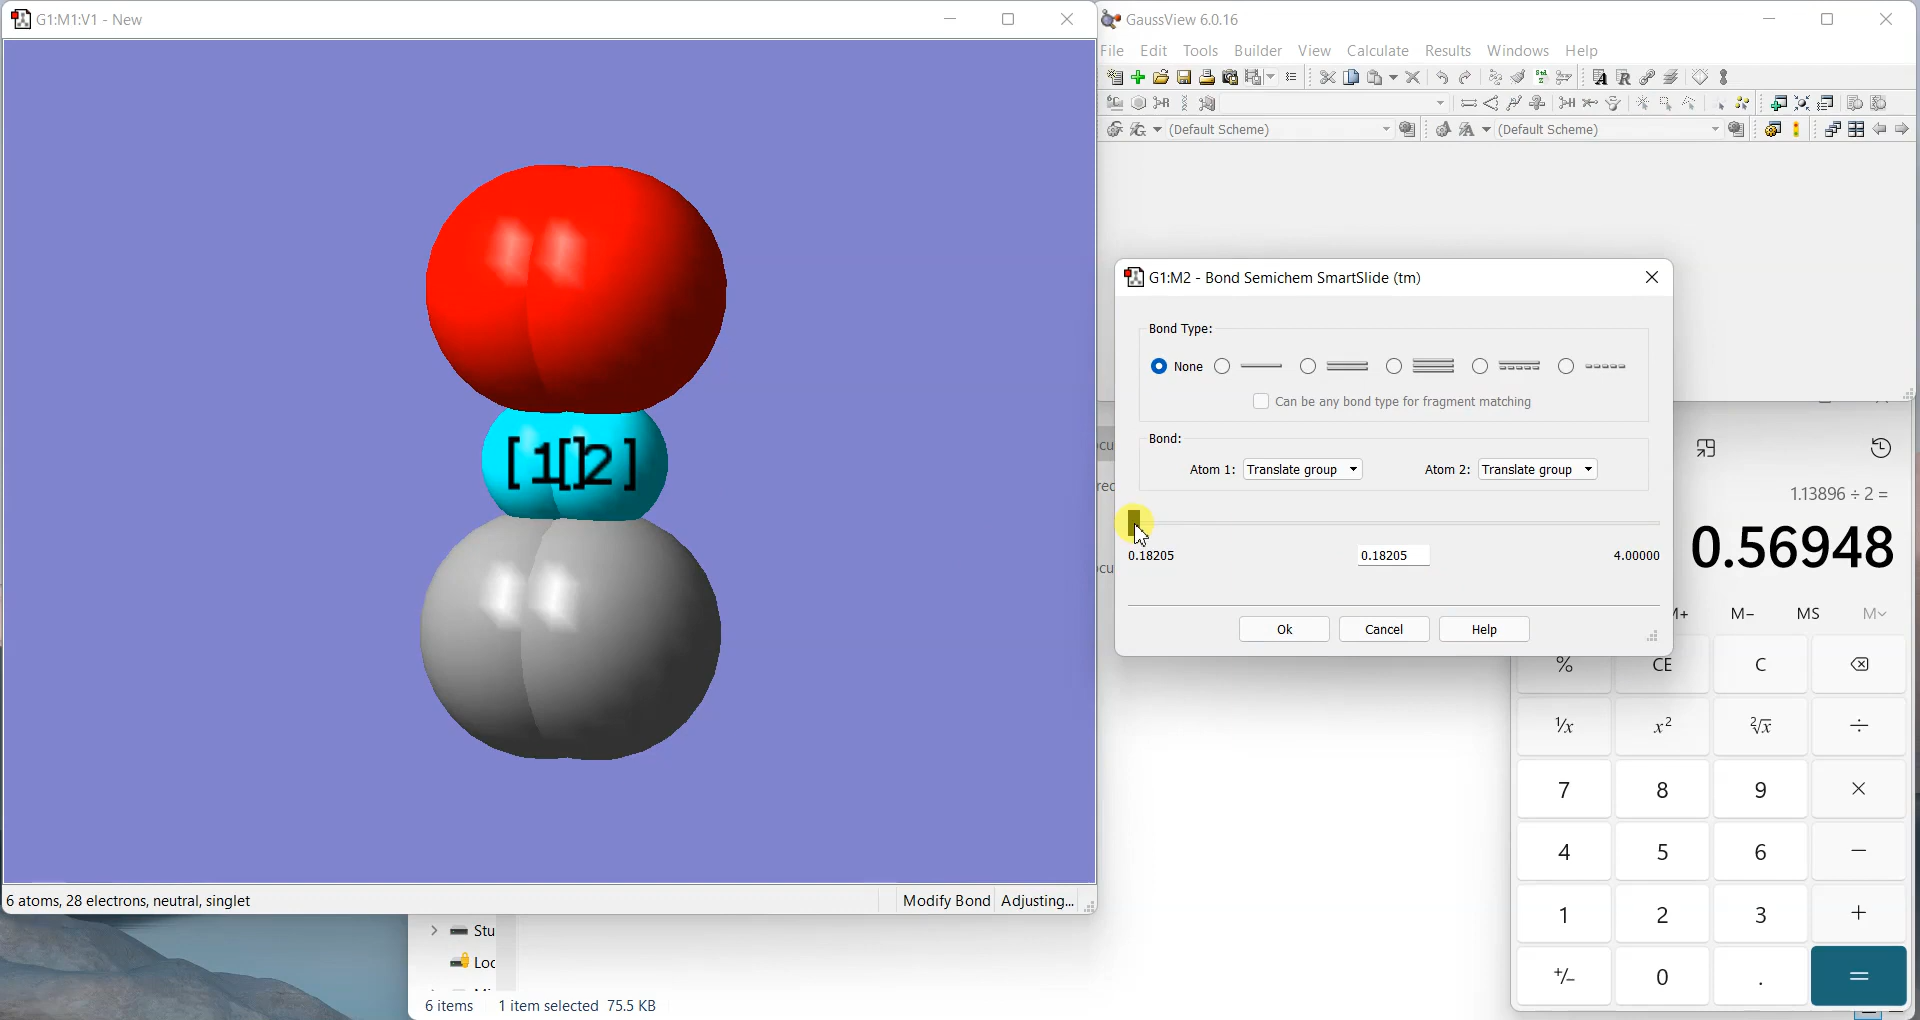 G1:M1:V1 - New
GaussView 6.0.16
File Edit Tools Builder View Calculate Results Windows Help
(Default Scheme)
(Default Scheme)
[1[]2]
G1:M2 - Bond Semichem SmartSlide (tm)
Bond Type:
None
Can be any bond type for fragment matching
Bond:
Atom 1: Translate group
Atom 2: Translate group
0.18205 0.18205 4.00000
Ok Cancel Help
1.13896 ÷ 2 =
0.56948
M+ M− MS M
% CE C
¹/x x² ²√x ÷
7 8 9 ×
4 5 6 −
1 2 3 +
+/− 0 . =
6 atoms, 28 electrons, neutral, singlet
Modify Bond Adjusting...
Stu
Loc
6 items 1 item selected 75.5 KB